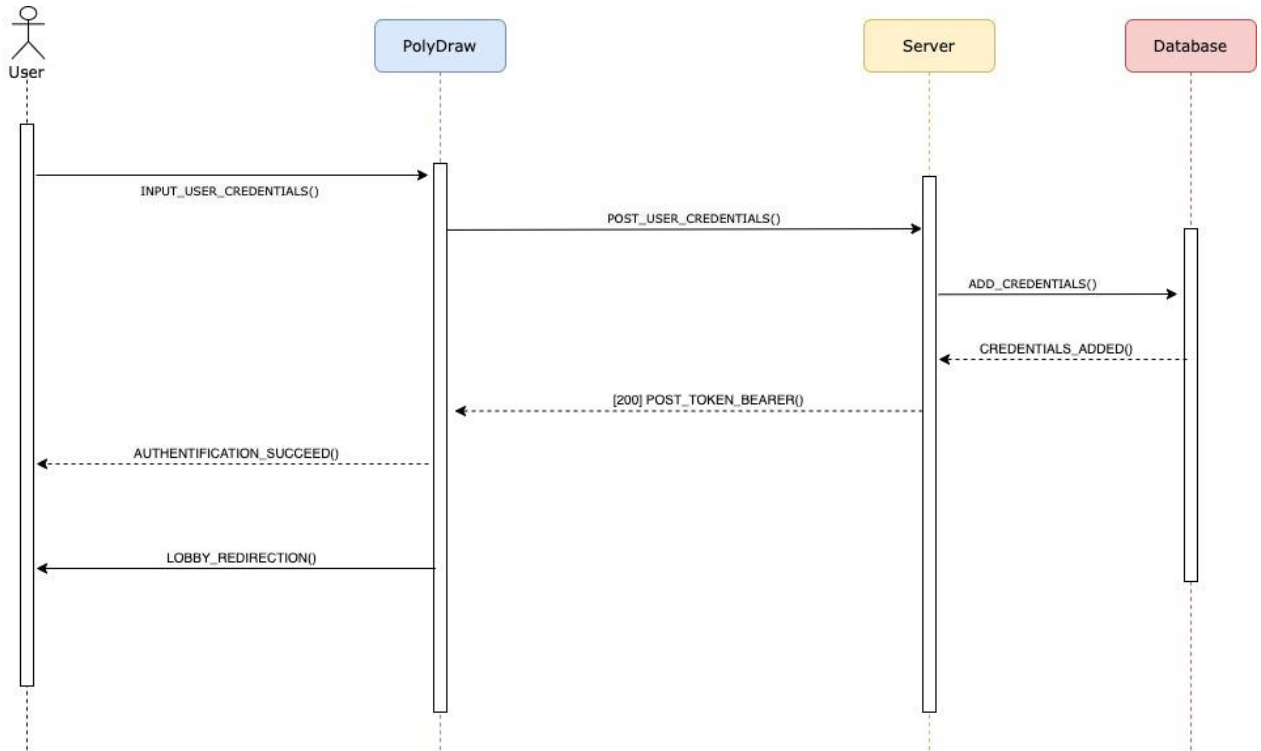 User
PolyDraw
Server
Database
INPUT_USER_CREDENTIALS()
POST_USER_CREDENTIALS()
ADD_CREDENTIALS()
CREDENTIALS_ADDED()
[200] POST_TOKEN_BEARER()
AUTHENTIFICATION_SUCCEED()
LOBBY_REDIRECTION()